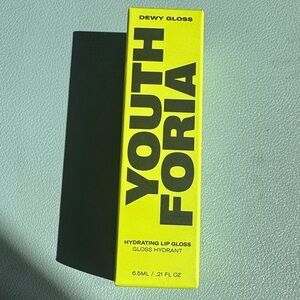 DEWY GLOSS
YOUTH
FORIA
HYDRATING LIP GLOSS
GLOSS HYDRANT
6.5ML / .21 FL OZ